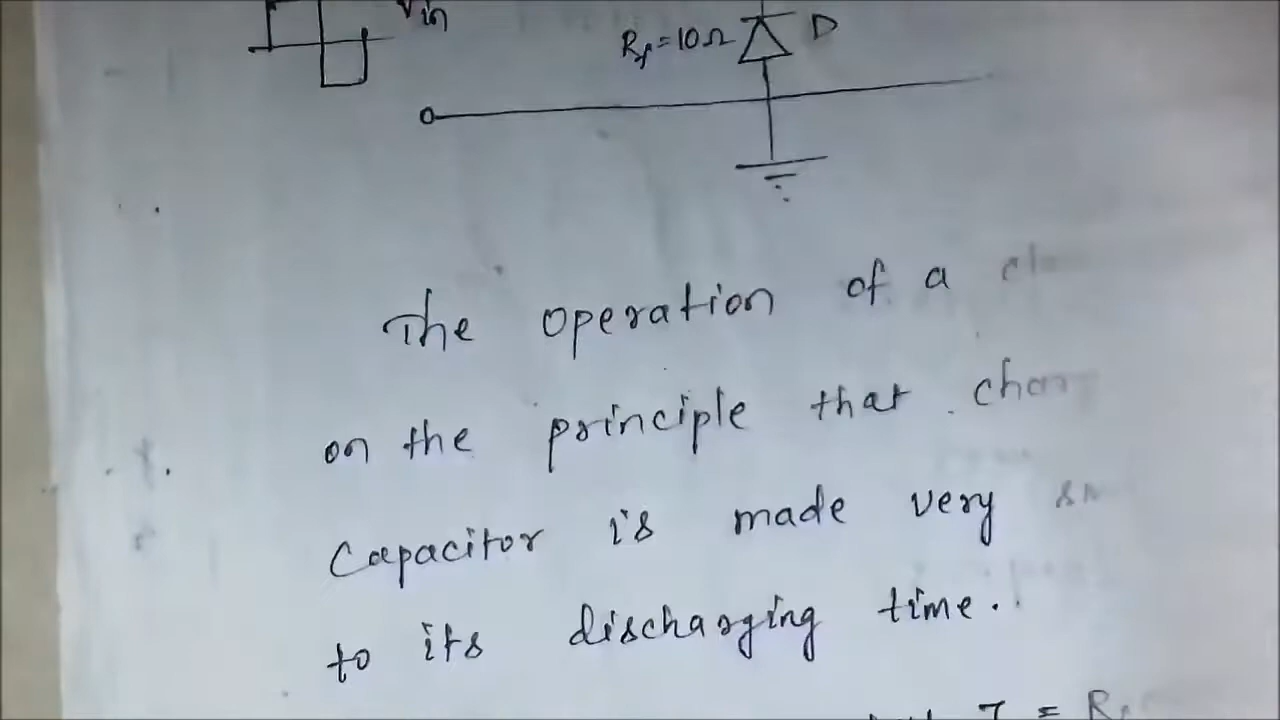 Vin
Rf = 10Ω D
The operation of a
on the principle that
Capacitor is made very
to its discharging time.